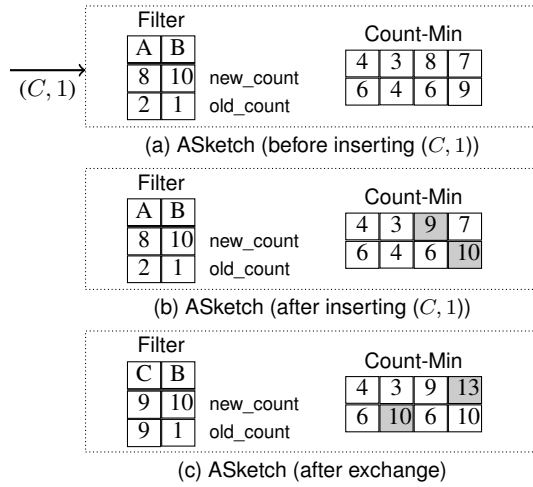 Filter
Count-Min
A B
4 3 8 7
8 10 new_count
6 4 6 9
2 1 old_count
(C, 1)
(a) ASketch (before inserting (C, 1))
Filter
Count-Min
A B
4 3 9 7
8 10 new_count
6 4 6 10
2 1 old_count
(b) ASketch (after inserting (C, 1))
Filter
Count-Min
C B
4 3 9 13
9 10 new_count
6 10 6 10
9 1 old_count
(c) ASketch (after exchange)